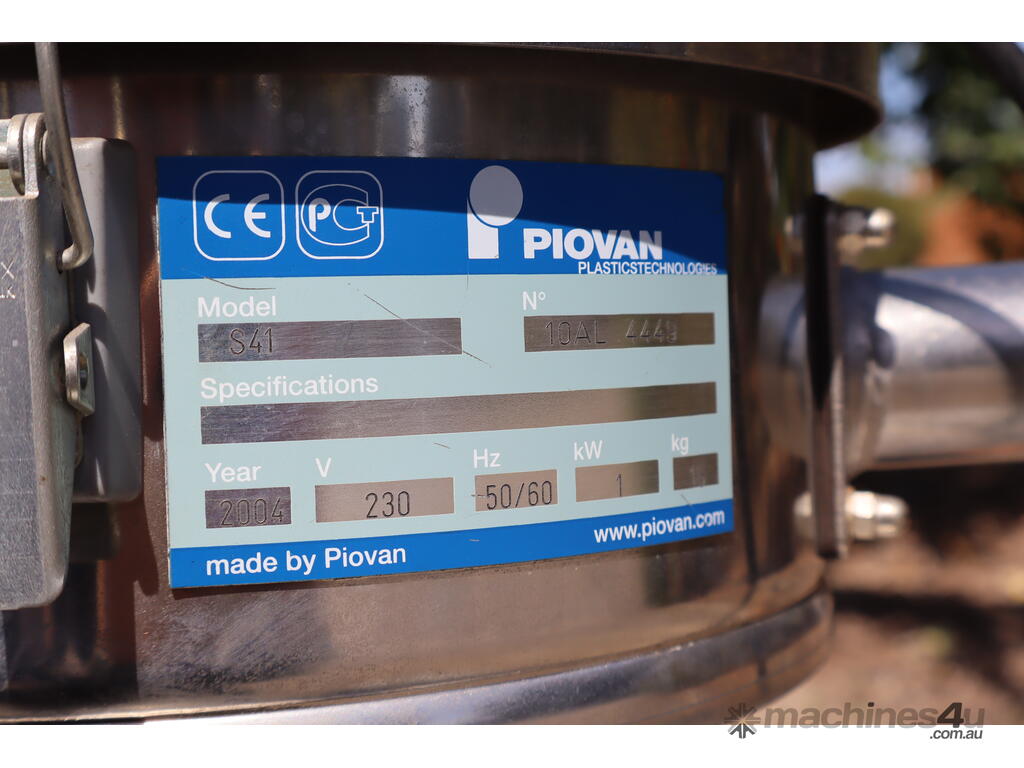 CE PCT
PIOVAN
PLASTICSTECHNOLOGIES
Model N°
S41 10AL 4449
Specifications
Year V Hz kW kg
2004 230 50/60 1
made by Piovan www.piovan.com
machines4u
.com.au